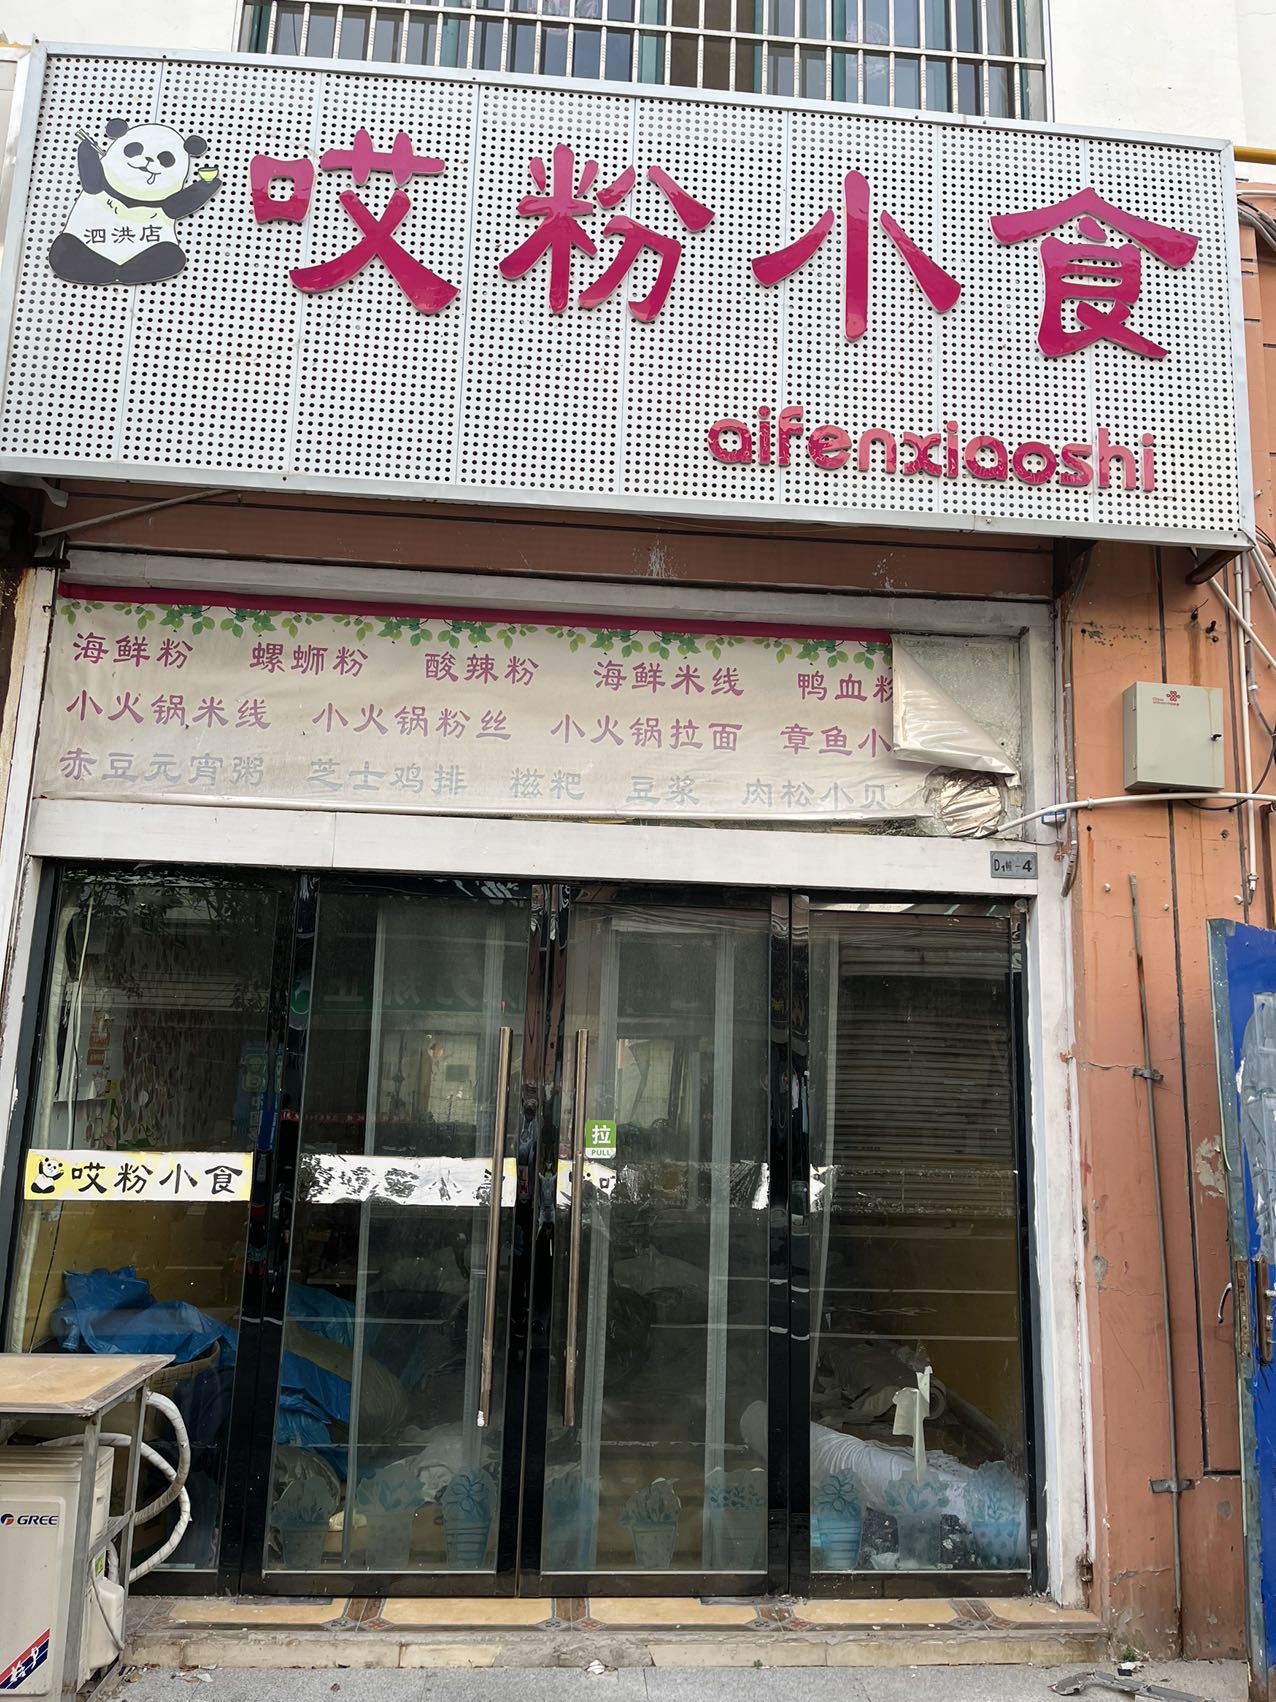 泗洪店
哎粉小食
aifenxiaoshi
海鲜粉 螺蛳粉 酸辣粉 海鲜米线 鸭血粉
小火锅米线 小火锅粉丝 小火锅拉面 章鱼小
赤豆元宵粥 芝士鸡排 糍粑 豆浆 肉松小贝
D1幢-4
拉
PULL
哎粉小食
GREE